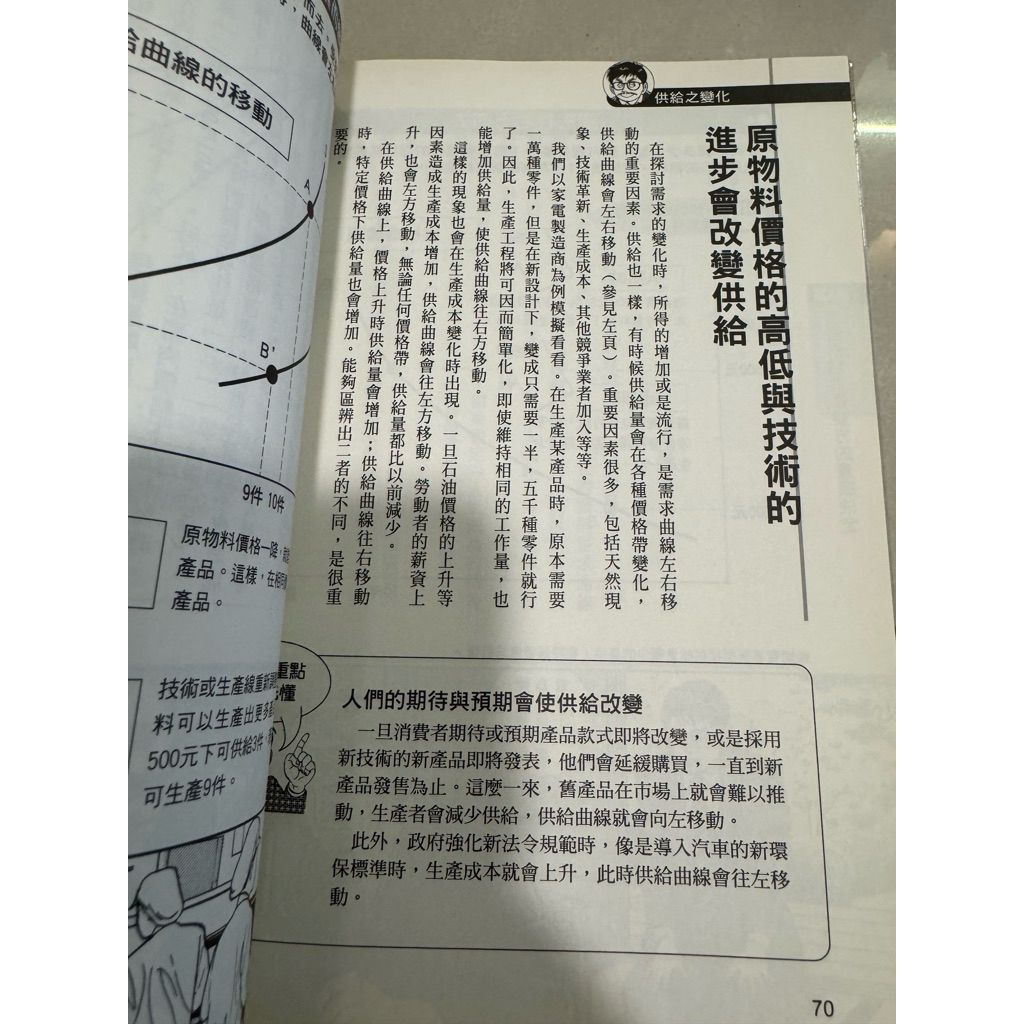 供給之變化
原物料價格的高低與技術的
進步會改變供給
在探討需求的變化時，所得的增加或是流行，是需求曲線左右移
動的重要因素。供給也一樣，有時候供給量會在各種價格帶變化，
供給曲線會左右移動（參見左頁）。重要因素很多，包括天然現
象、技術革新、生產成本、其他競爭業者加入等等。
我們以家電製造商為例模擬看看。在生產某產品時，原本需要
一萬種零件，但是在新設計下，變成只需要一半，五千種零件就行
了。因此，生產工程將可因而簡單化，即使維持相同的工作量，也
能增加供給量，使供給曲線往右方移動。
這樣的現象也會在生產成本變化時出現。一旦石油價格的上升等
因素造成生產成本增加，供給曲線會往左方移動。勞動者的薪資上
升，也會左方移動，無論任何價格帶，供給量都比以前減少。
在供給曲線上，價格上升時供給量會增加；供給曲線往右移動
時，特定價格下供給量也會增加。能夠區辨出二者的不同，是很重
要的。
重點
懂
人們的期待與預期會使供給改變
一旦消費者期待或預期產品款式即將改變，或是採用
新技術的新產品即將發表，他們會延緩購買，一直到新
產品發售為止。這麼一來，舊產品在市場上就會難以推
動，生產者會減少供給，供給曲線就會向左移動。
此外，政府強化新法令規範時，像是導入汽車的新環
保標準時，生產成本就會上升，此時供給曲線會往左移
動。
70
給曲線的移動
A
B'
9件 10件
原物料價格一降，
產品。這樣，在相
產品。
技術或生產線重新
料可以生產出更多
500元下可供給3件，
可生產9件。